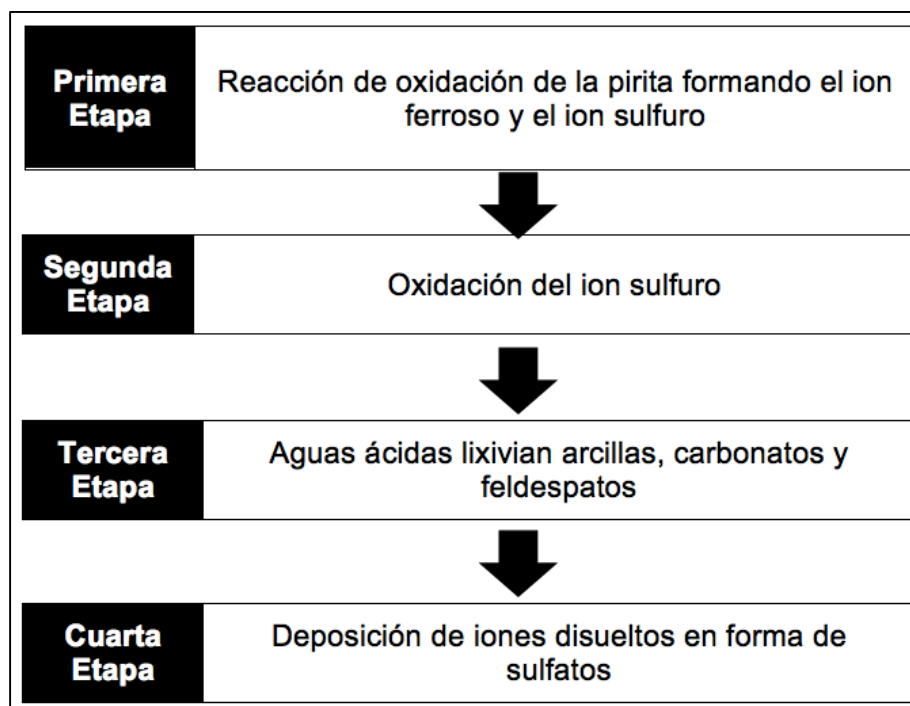 Primera
Etapa
Reacción de oxidación de la pirita formando el ion
ferroso y el ion sulfuro
Segunda
Etapa
Oxidación del ion sulfuro
Tercera
Etapa
Aguas ácidas lixivian arcillas, carbonatos y
feldespatos
Cuarta
Etapa
Deposición de iones disueltos en forma de
sulfatos